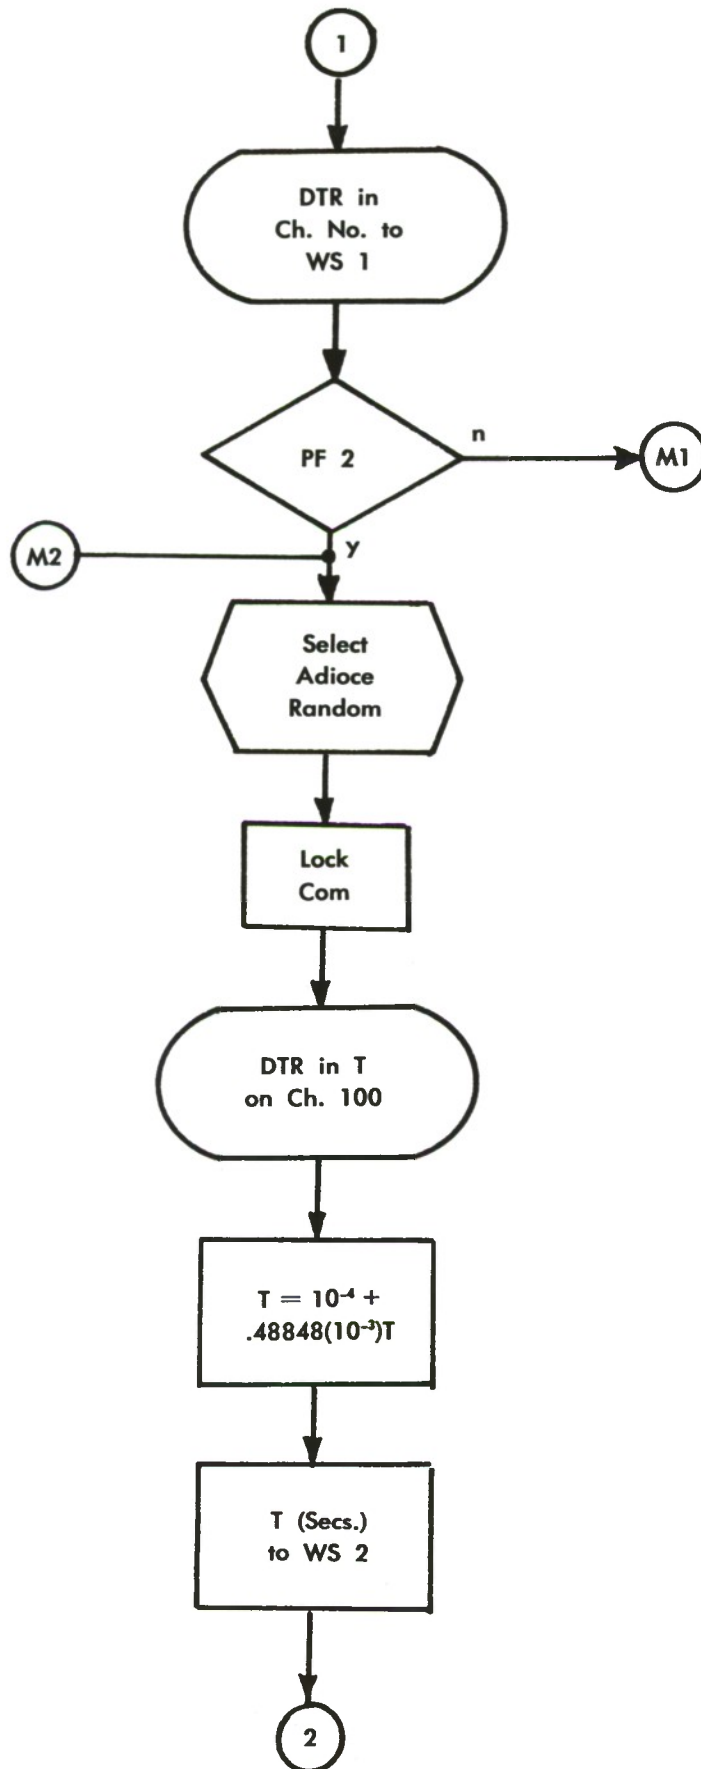 1
DTR in
Ch. No. to
WS 1
PF 2
n
M1
M2
y
Select
Adioce
Random
Lock
Com
DTR in T
on Ch. 100
T = 10⁻⁴ +
.48848(10⁻³)T
T (Secs.)
to WS 2
2